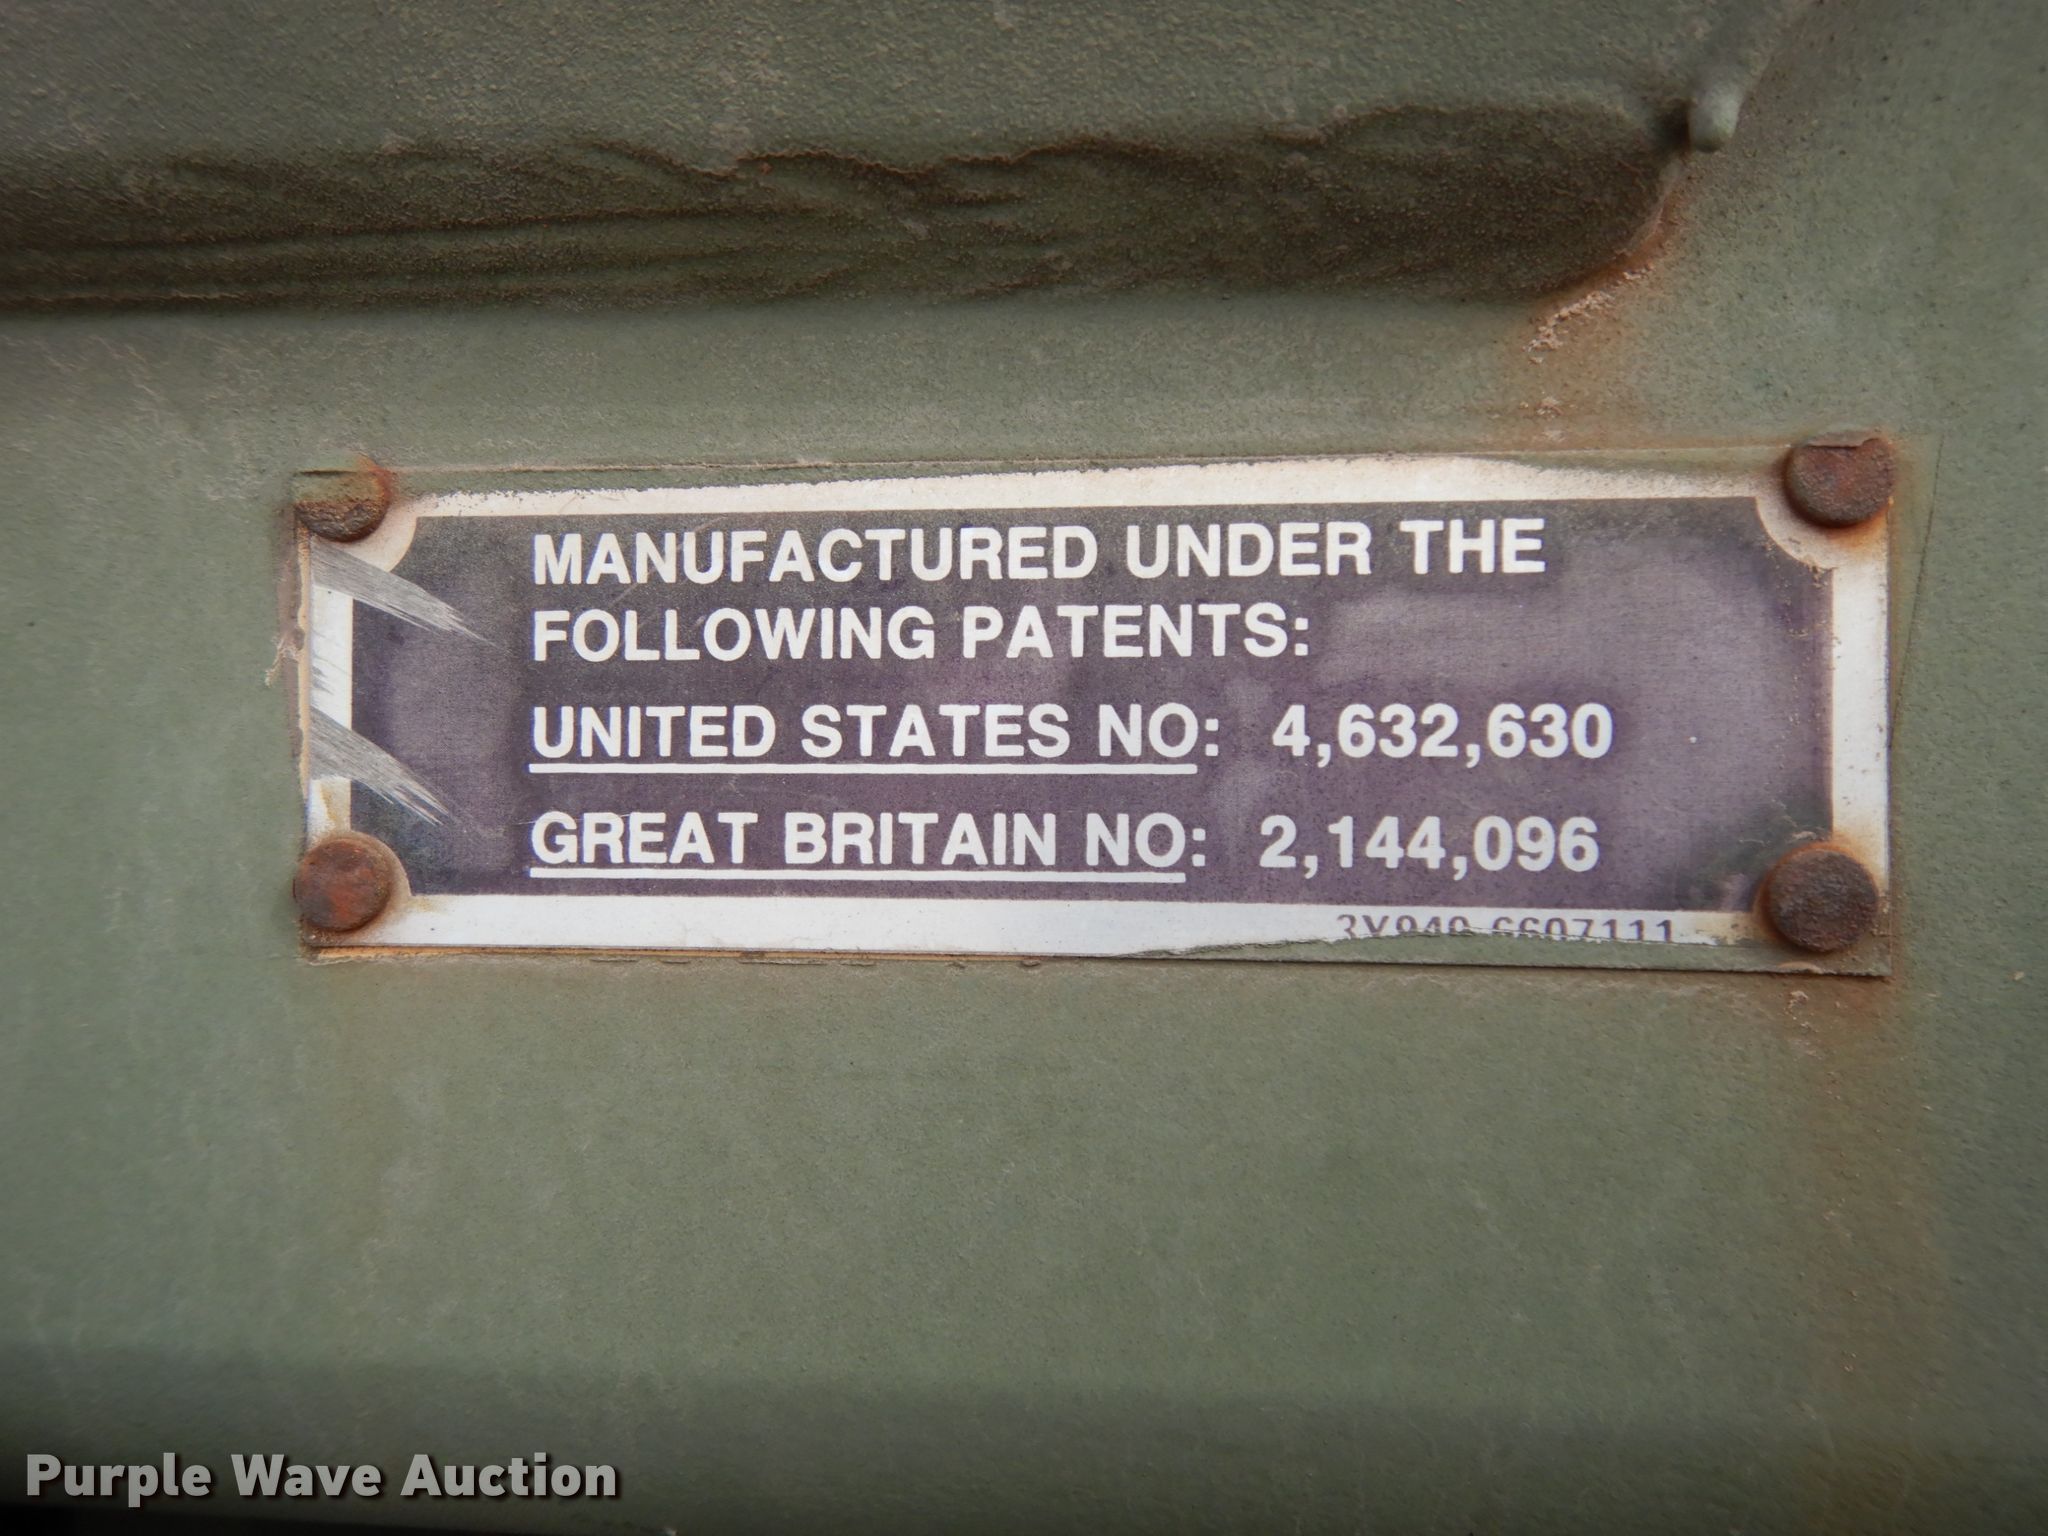 MANUFACTURED UNDER THE
FOLLOWING PATENTS:
UNITED STATES NO: 4,632,630
GREAT BRITAIN NO: 2,144,096
Purple Wave Auction